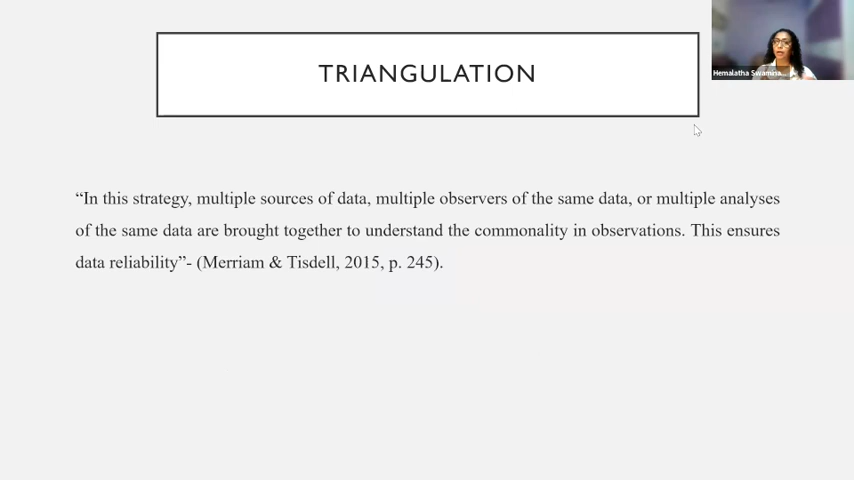 TRIANGULATION
Hemalatha Swamina...
“In this strategy, multiple sources of data, multiple observers of the same data, or multiple analyses
of the same data are brought together to understand the commonality in observations. This ensures
data reliability”- (Merriam & Tisdell, 2015, p. 245).